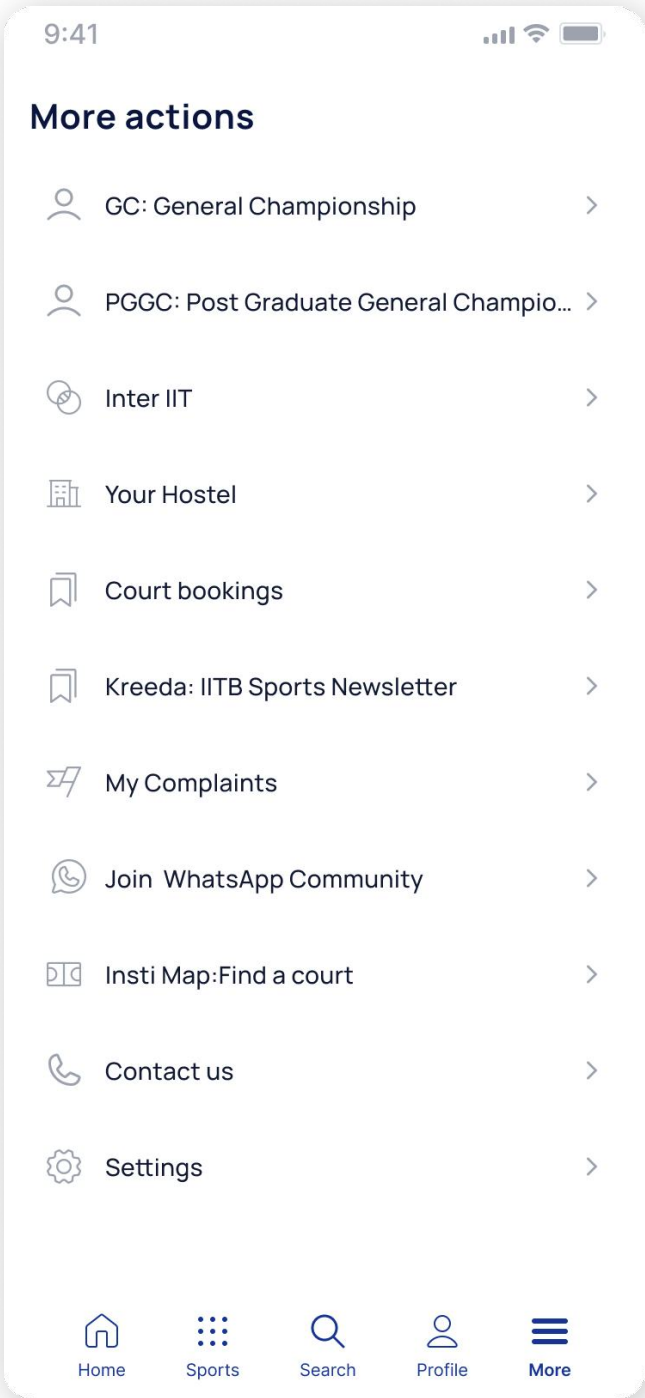 9:41
More actions
GC: General Championship
PGGC: Post Graduate General Champio...
Inter IIT
Your Hostel
Court bookings
Kreeda: IITB Sports Newsletter
My Complaints
Join  WhatsApp Community
Insti Map:Find a court
Contact us
Settings
Home Sports Search Profile More